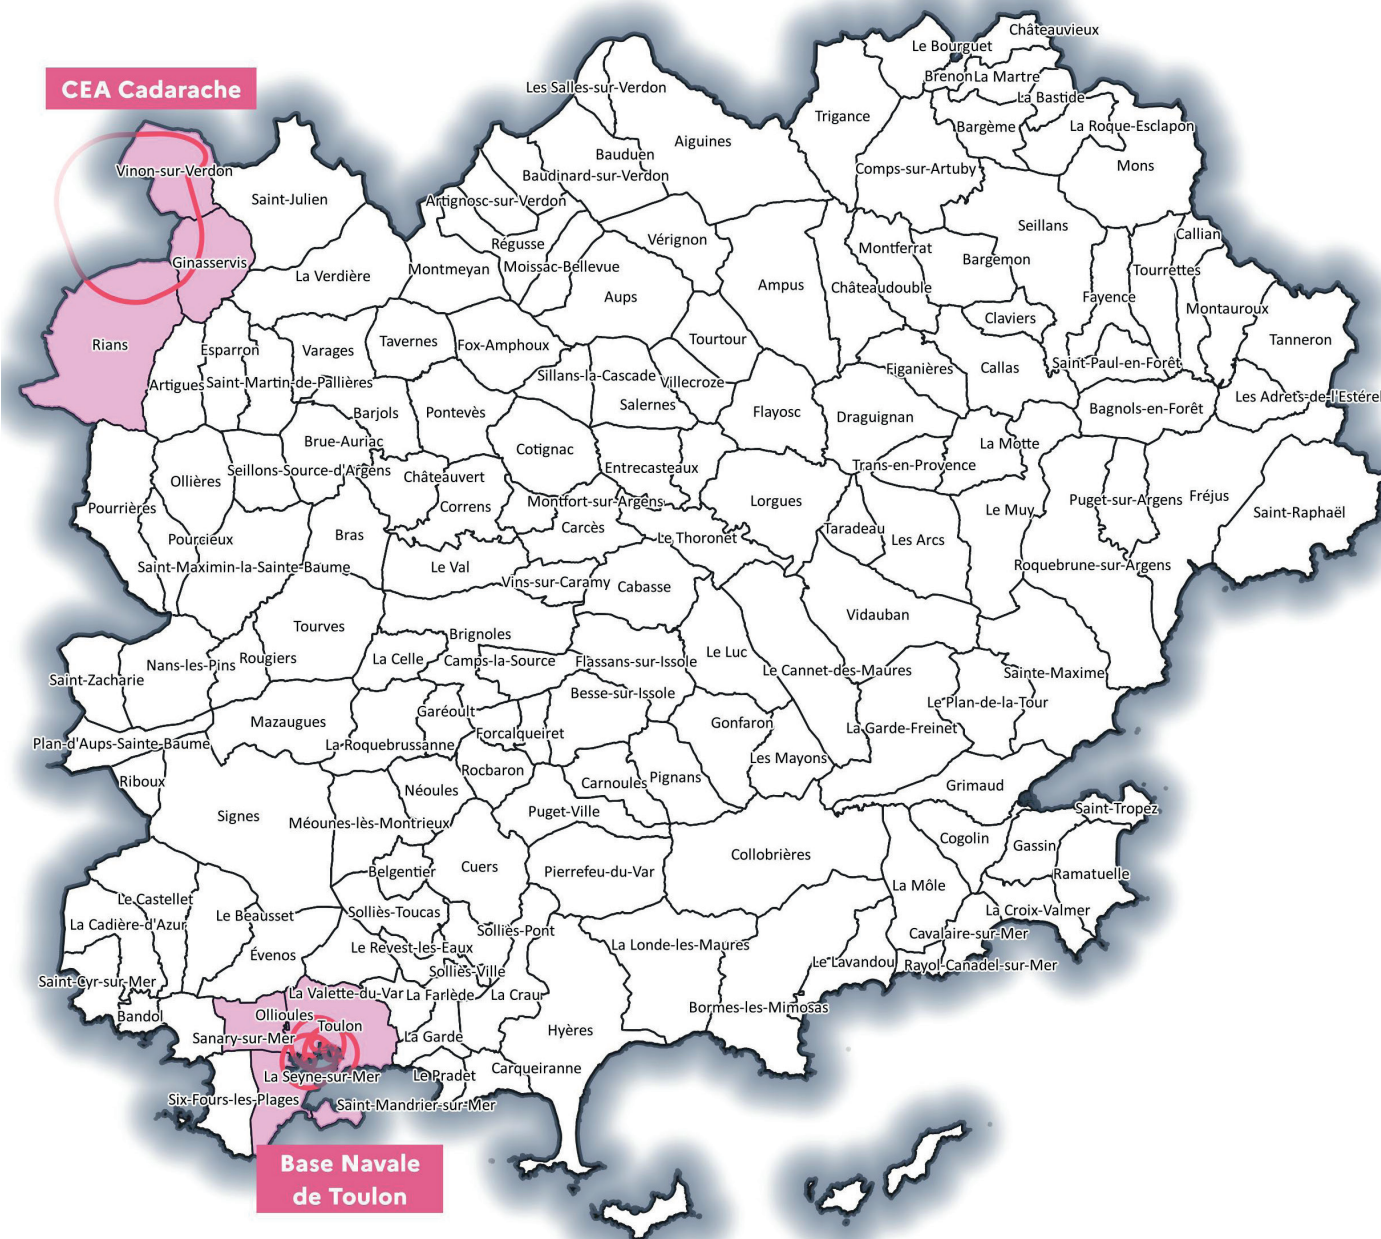 Châteauvieux
Le Bourguet
Brenon
La Martre
CEA Cadarache
Les Salles-sur-Verdon
La Bastide
Trigance
Bargème
La Roque-Esclapon
Aiguines
Bauduen
Mons
Vinon-sur-Verdon
Baudinard-sur-Verdon
Comps-sur-Artuby
Saint-Julien
Artignosc-sur-Verdon
Seillans
Callian
Régusse
Vérignon
Montferrat
Ginasservis
La Verdière
Montmeyan
Moissac-Bellevue
Bargemon
Tourrettes
Ampus
Châteaudouble
Aups
Fayence
Montauroux
Claviers
Rians
Esparron
Varages
Tavernes
Fox-Amphoux
Tourtour
Tanneron
Saint-Paul-en-Forêt
Figanières
Callas
Artigues
Saint-Martin-de-Pallières
Sillans-la-Cascade
Villecroze
Les Adrets-de-l'Estérel
Salernes
Barjols
Pontevès
Flayosc
Draguignan
Bagnols-en-Forêt
Brue-Auriac
Cotignac
La Motte
Ollières
Seillons-Source-d'Argens
Châteauvert
Entrecasteaux
Trans-en-Provence
Pourrières
Correns
Montfort-sur-Argens
Lorgues
Le Muy
Puget-sur-Argens
Fréjus
Saint-Raphaël
Pourcieux
Bras
Carcès
Le Thoronet
Taradeau
Les Arcs
Saint-Maximin-la-Sainte-Baume
Le Val
Vins-sur-Caramy
Cabasse
Roquebrune-sur-Argens
Tourves
Brignoles
Vidauban
Saint-Zacharie
Nans-les-Pins
Rougiers
La Celle
Camps-la-Source
Flassans-sur-Issole
Le Luc
Le Cannet-des-Maures
Sainte-Maxime
Besse-sur-Issole
Le Plan-de-la-Tour
Mazaugues
Garéoult
Forcalqueiret
Gonfaron
La Garde-Freinet
Plan-d'Aups-Sainte-Baume
La Roquebrussanne
Les Mayons
Riboux
Rocbaron
Néoules
Carnoules
Pignans
Grimaud
Signes
Méounes-lès-Montrieux
Puget-Ville
Saint-Tropez
Cogolin
Gassin
Belgentier
Cuers
Pierrefeu-du-Var
Collobrières
La Môle
Ramatuelle
Le Castellet
La Cadière-d'Azur
Le Beausset
Solliès-Toucas
Solliès-Pont
La Croix-Valmer
Évenos
Le Revest-les-Eaux
La Londe-les-Maures
Cavalaire-sur-Mer
Saint-Cyr-sur-Mer
Solliès-Ville
Le Lavandou
Rayol-Canadel-sur-Mer
La Valette-du-Var
La Farlède
La Crau
Bormes-les-Mimosas
Bandol
Ollioules
Toulon
Sanary-sur-Mer
La Garde
Hyères
La Seyne-sur-Mer
Le Pradet
Carqueiranne
Six-Fours-les-Plages
Saint-Mandrier-sur-Mer
Base Navale
de Toulon